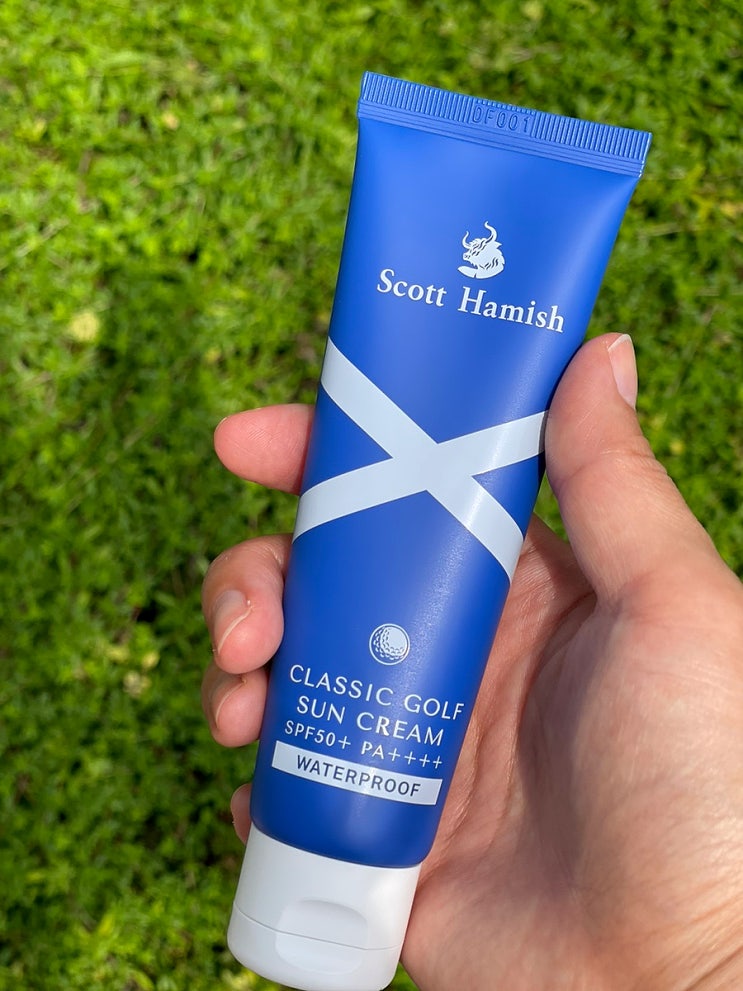 DF001
Scott Hamish
CLASSIC GOLF
SUN CREAM
SPF50+ PA++++
WATERPROOF